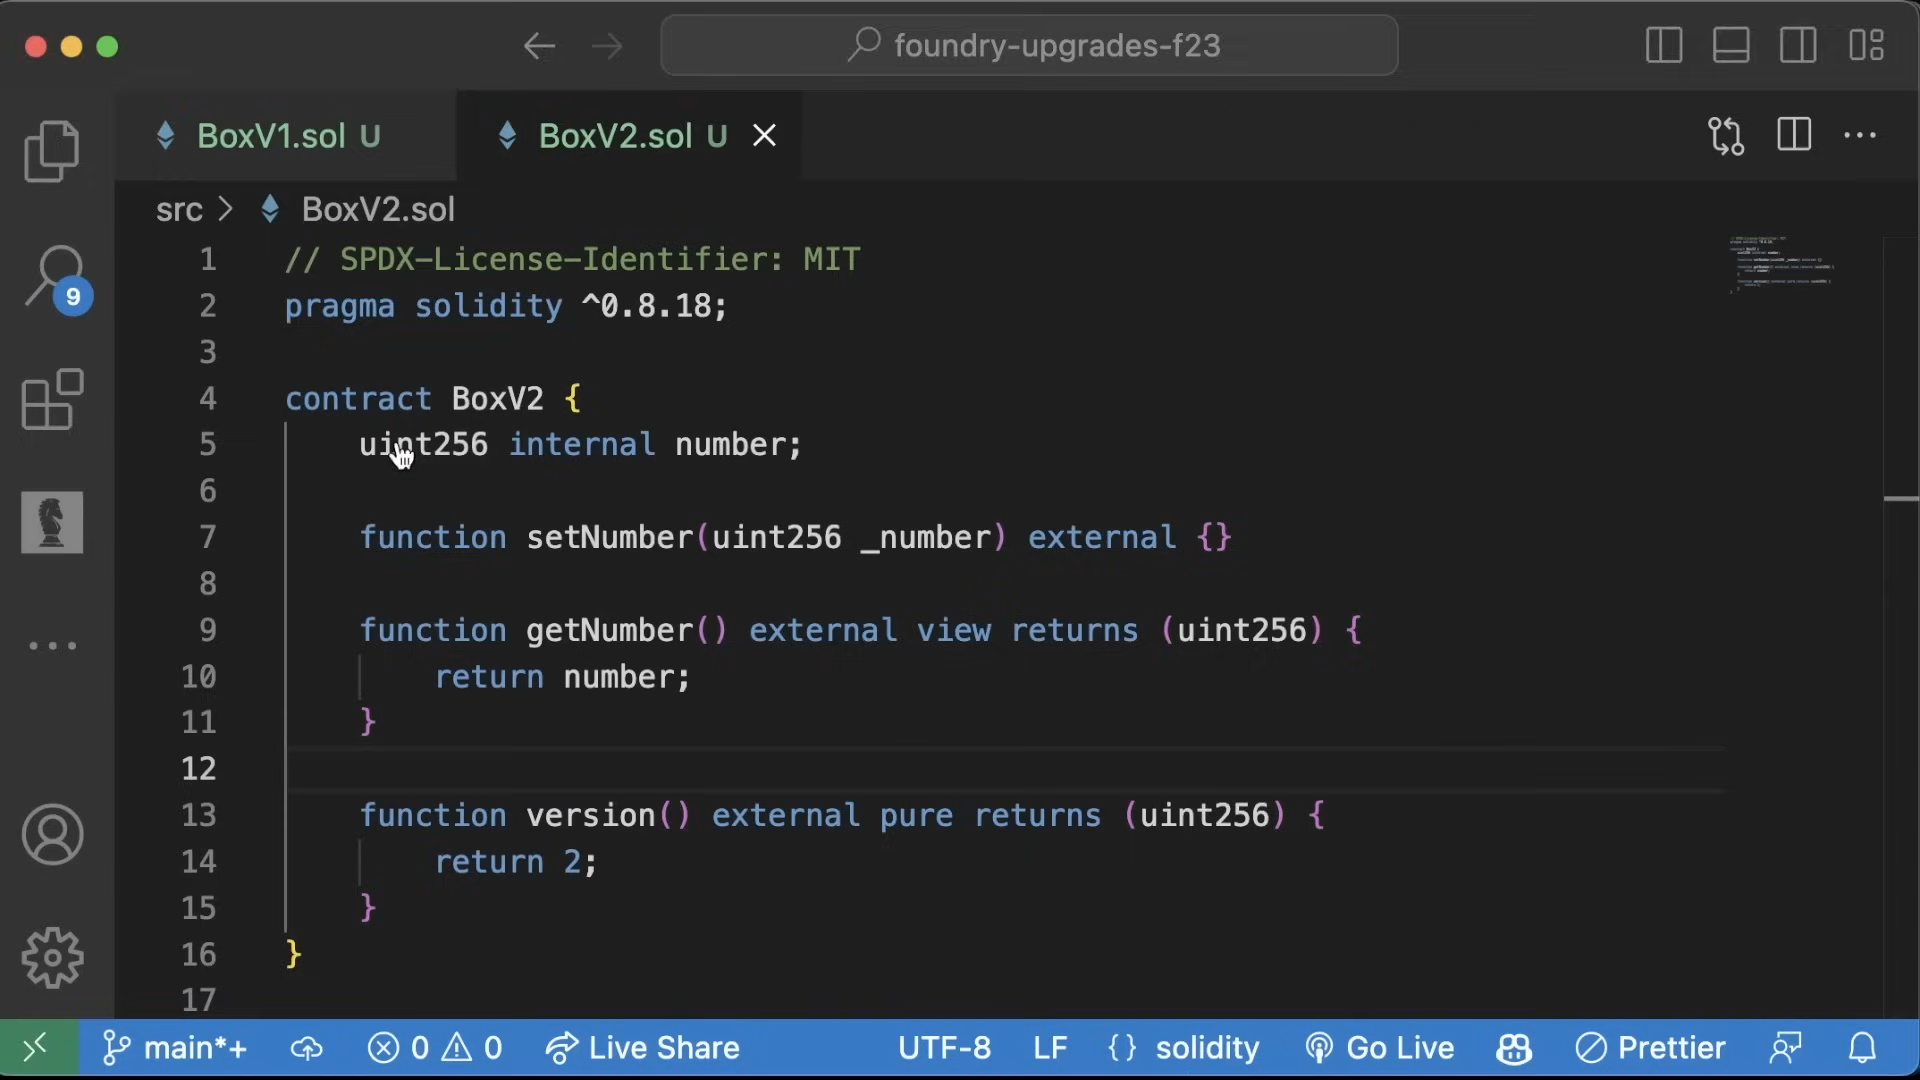 foundry-upgrades-f23
BoxV1.sol U
BoxV2.sol U
src > BoxV2.sol
1 // SPDX-License-Identifier: MIT
2 pragma solidity ^0.8.18;
3
4 contract BoxV2 {
5 uint256 internal number;
6
7 function setNumber(uint256 _number) external {}
8
9 function getNumber() external view returns (uint256) {
10 return number;
11 }
12
13 function version() external pure returns (uint256) {
14 return 2;
15 }
16 }
17
9
main*+ 0 0 Live Share UTF-8 LF {} solidity Go Live Prettier